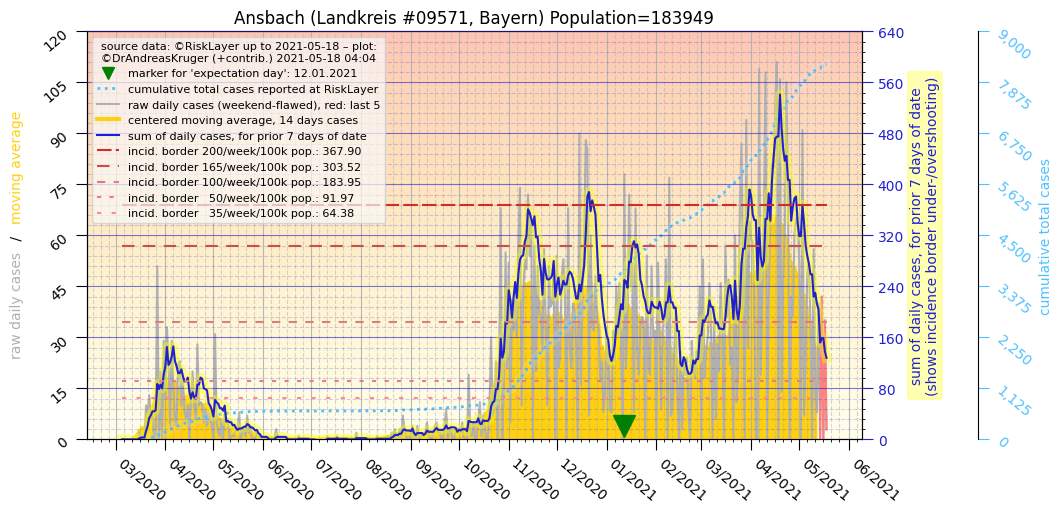 Ansbach (Landkreis #09571, Bayern) Population=183949
source data: ©RiskLayer up to 2021-05-18 – plot:
©DrAndreasKruger (+contrib.) 2021-05-18 04:04
marker for 'expectation day': 12.01.2021
cumulative total cases reported at RiskLayer
raw daily cases (weekend-flawed), red: last 5
centered moving average, 14 days cases
sum of daily cases, for prior 7 days of date
incid. border 200/week/100k pop.: 367.90
incid. border 165/week/100k pop.: 303.52
incid. border 100/week/100k pop.: 183.95
incid. border 50/week/100k pop.: 91.97
incid. border 35/week/100k pop.: 64.38
raw daily cases / moving average
120
105
90
75
60
45
30
15
0
03/2020
04/2020
05/2020
06/2020
07/2020
08/2020
09/2020
10/2020
11/2020
12/2020
01/2021
02/2021
03/2021
04/2021
05/2021
06/2021
640
560
480
400
320
240
160
80
0
sum of daily cases, for prior 7 days of date
(shows incidence border under-/overshooting)
9,000
7,875
6,750
5,625
4,500
3,375
2,250
1,125
0
cumulative total cases